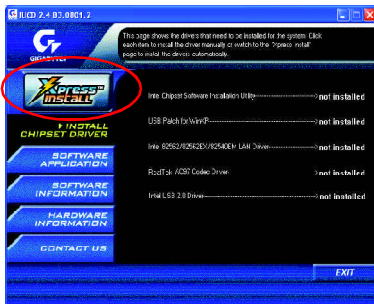 IUCD 2.4 B3.0801.2
GIGABYTE
This page shows the drivers that need to be installed for the system. Click
each item to install the driver manually or switch to the "Xpress Install"
page to install the drivers automatically.
Xpress™
INSTALL
INSTALL
CHIPSET DRIVER
SOFTWARE
APPLICATION
SOFTWARE
INFORMATION
HARDWARE
INFORMATION
CONTACT US
Inte Chipset Software Installation Utility not installed
USB Patch for WinXP not installed
Inte 82562/82562EX/82540EM LAN Driver not installed
RealTek AC97 Codec Driver not installed
Intel USB 2.0 Driver not installed
EXIT